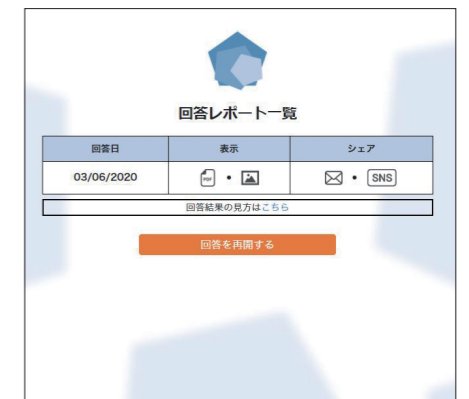 回答レポート一覧
回答日 表示 シェア
03/06/2020 PDF ・ ・ SNS
回答結果の見方はこちら
回答を再開する